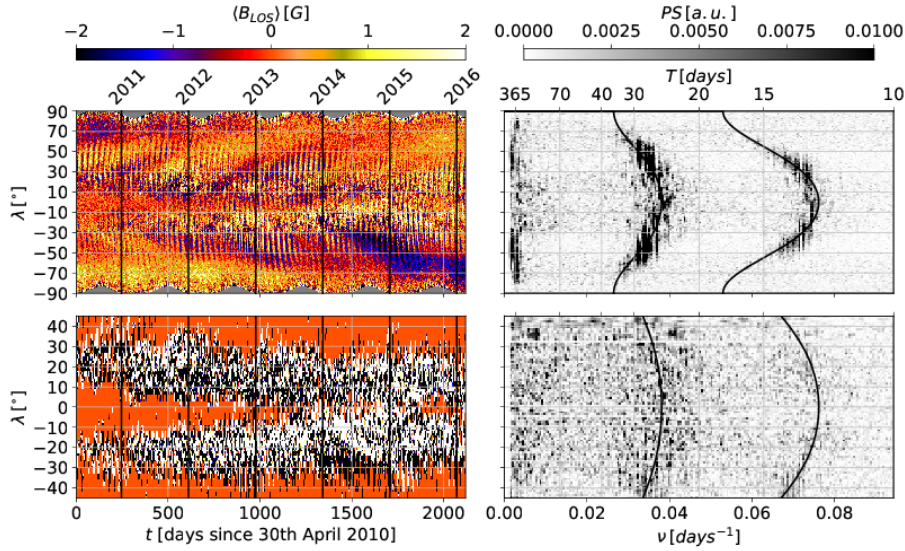 ⟨B_LOS⟩ [G]
−2 −1 0 1 2
2011 2012 2013 2014 2015 2016
PS [a.u.]
0.0000 0.0025 0.0050 0.0075 0.0100
T [days]
365 70 40 30 25 18 15 10
λ [°]
90
70
50
30
10
−10
−30
−50
−70
−90
λ [°]
40
30
20
10
0
−10
−20
−30
−40
0 500 1000 1500 2000
t [days since 30th April 2010]
0.00 0.02 0.04 0.06 0.08
ν [days⁻¹]